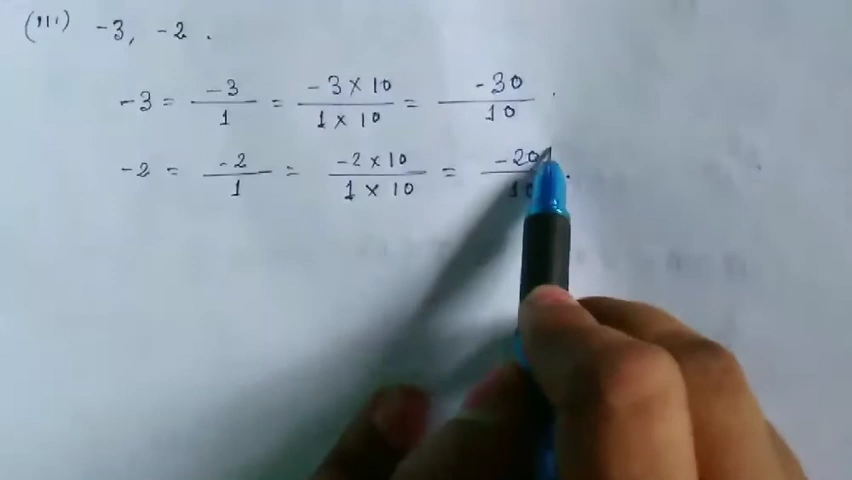 (iii) -3, -2.
-3 = -3/1 = -3×10/1×10 = -30/10.
-2 = -2/1 = -2×10/1×10 = -20/10.